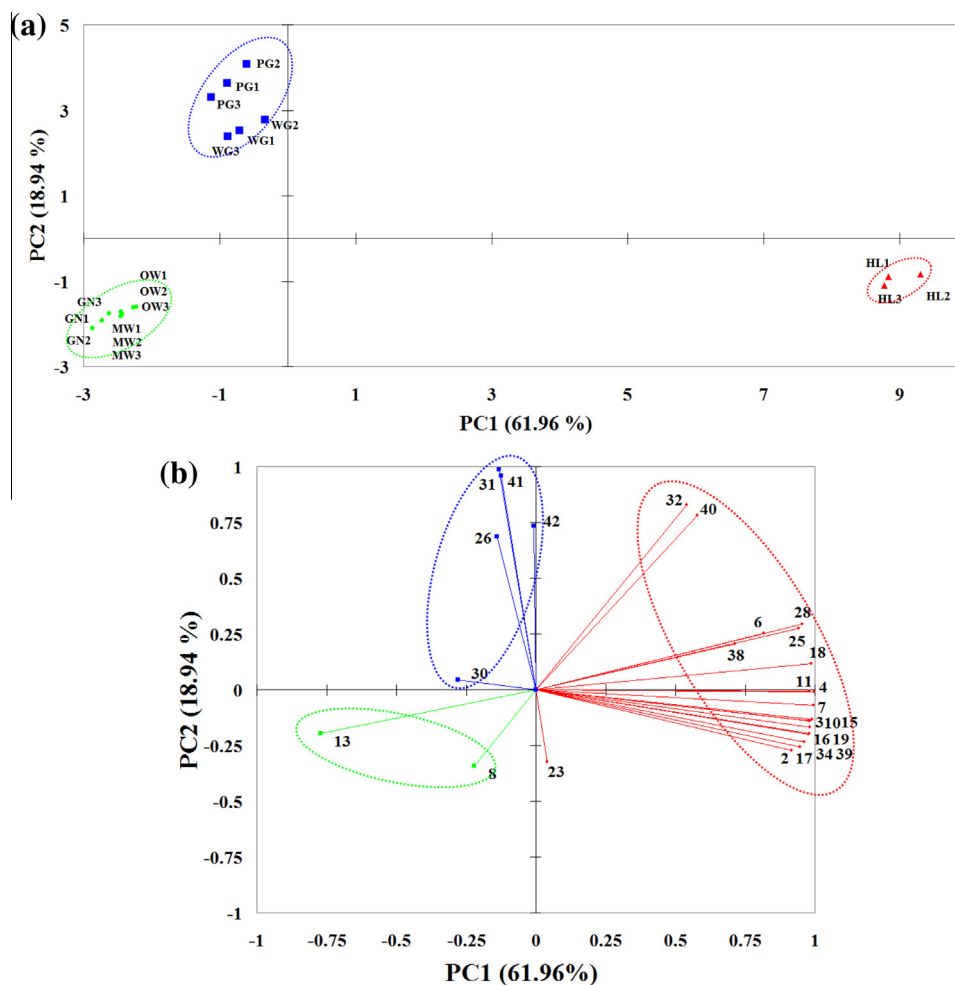 (a)
5
3
1
-1
-3
PC2 (18.94 %)
PG2
PG1
PG3
WG2
WG1
WG3
OW1
OW2
OW3
GN3
GN1
GN2
MW1
MW2
MW3
HL1
HL2
HL3
-3 -1 1 3 5 7 9
PC1 (61.96 %)
(b)
1
0.75
0.5
0.25
0
-0.25
-0.5
-0.75
-1
PC2 (18.94 %)
31 41
42
26
30
13
8
23
32
40
6
28
25
38
18
11 4
7
31015
16 19
2 17 34 39
-1 -0.75 -0.5 -0.25 0 0.25 0.5 0.75 1
PC1 (61.96%)